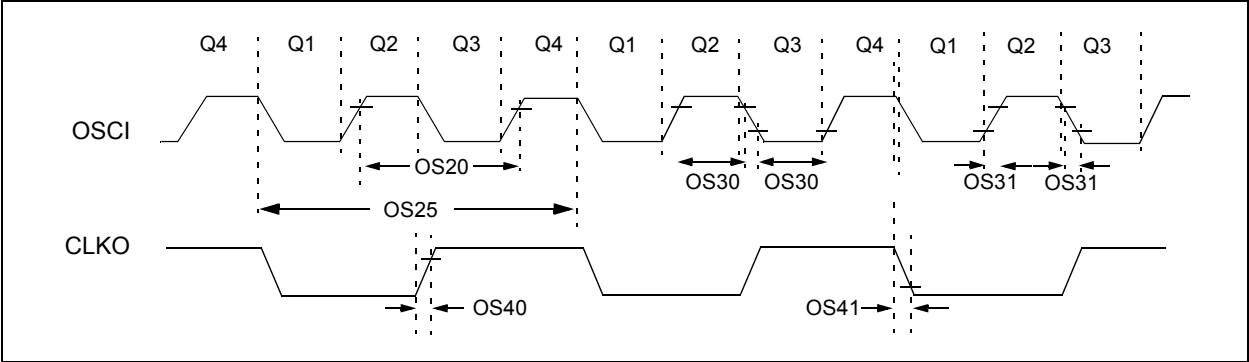 Q4 Q1 Q2 Q3 Q4 Q1 Q2 Q3 Q4 Q1 Q2 Q3
OSCI
OS20
OS30 OS30 OS31 OS31
OS25
CLKO
OS40 OS41